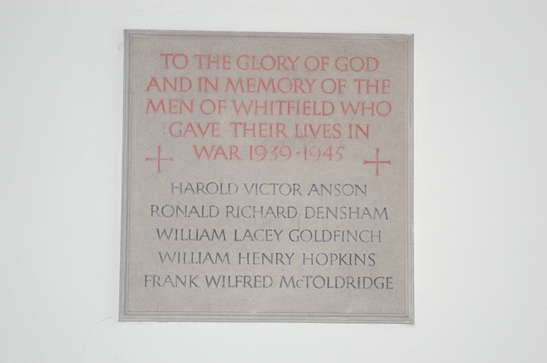 TO THE GLORY OF GOD
AND IN MEMORY OF THE
MEN OF WHITFIELD WHO
GAVE THEIR LIVES IN
WAR 1939·1945
HAROLD VICTOR ANSON
RONALD RICHARD DENSHAM
WILLIAM LACEY GOLDFINCH
WILLIAM HENRY HOPKINS
FRANK WILFRED McTOLDRIDGE